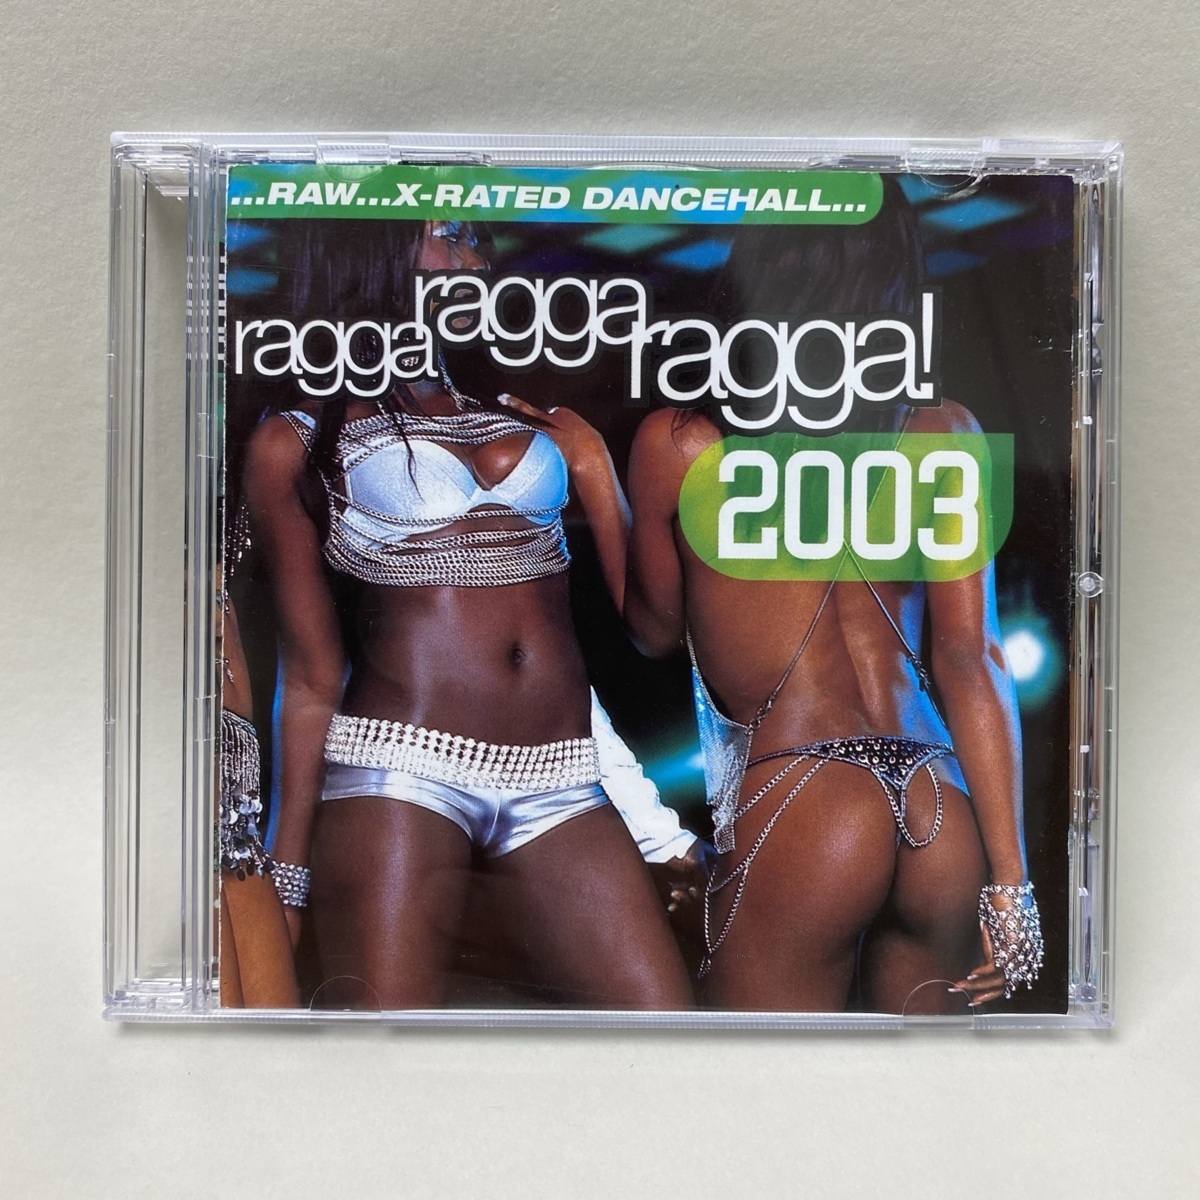 ...RAW...X-RATED DANCEHALL...
ragga ragga ragga!
2003